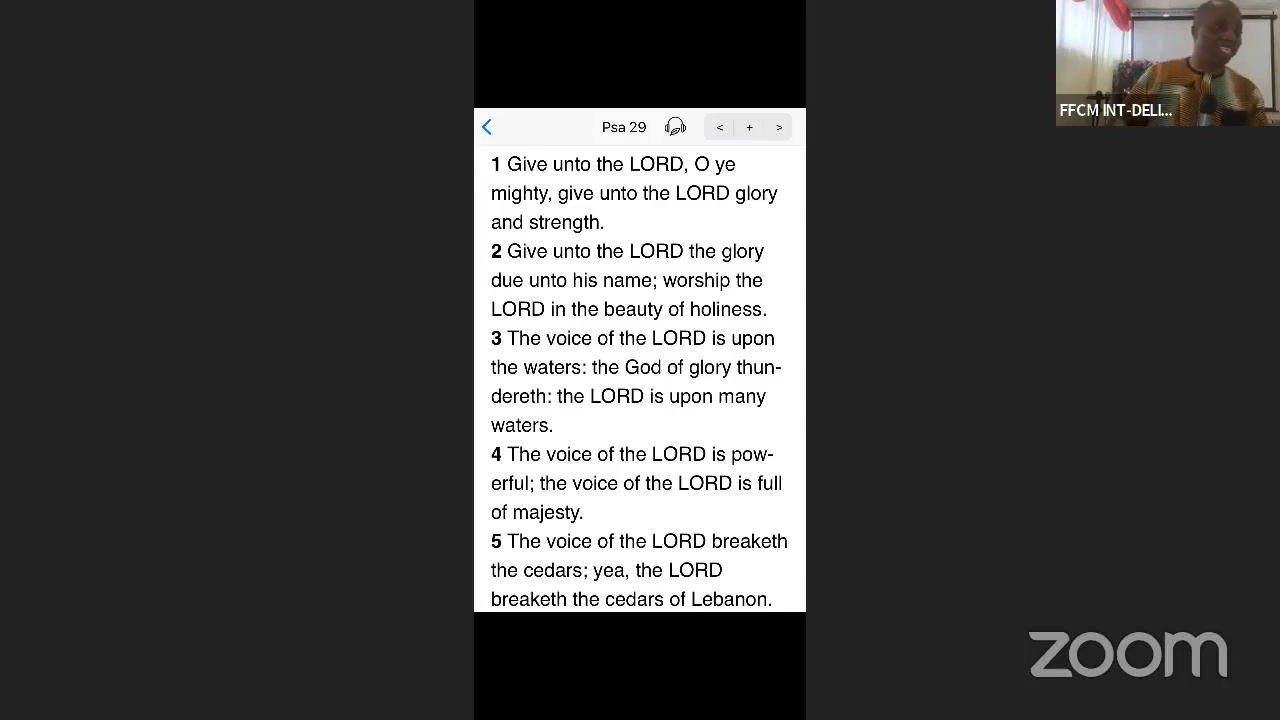 FFCM INT-DELI...
Psa 29
< + >
1 Give unto the LORD, O ye
mighty, give unto the LORD glory
and strength.
2 Give unto the LORD the glory
due unto his name; worship the
LORD in the beauty of holiness.
3 The voice of the LORD is upon
the waters: the God of glory thun-
dereth: the LORD is upon many
waters.
4 The voice of the LORD is pow-
erful; the voice of the LORD is full
of majesty.
5 The voice of the LORD breaketh
the cedars; yea, the LORD
breaketh the cedars of Lebanon.
zoom